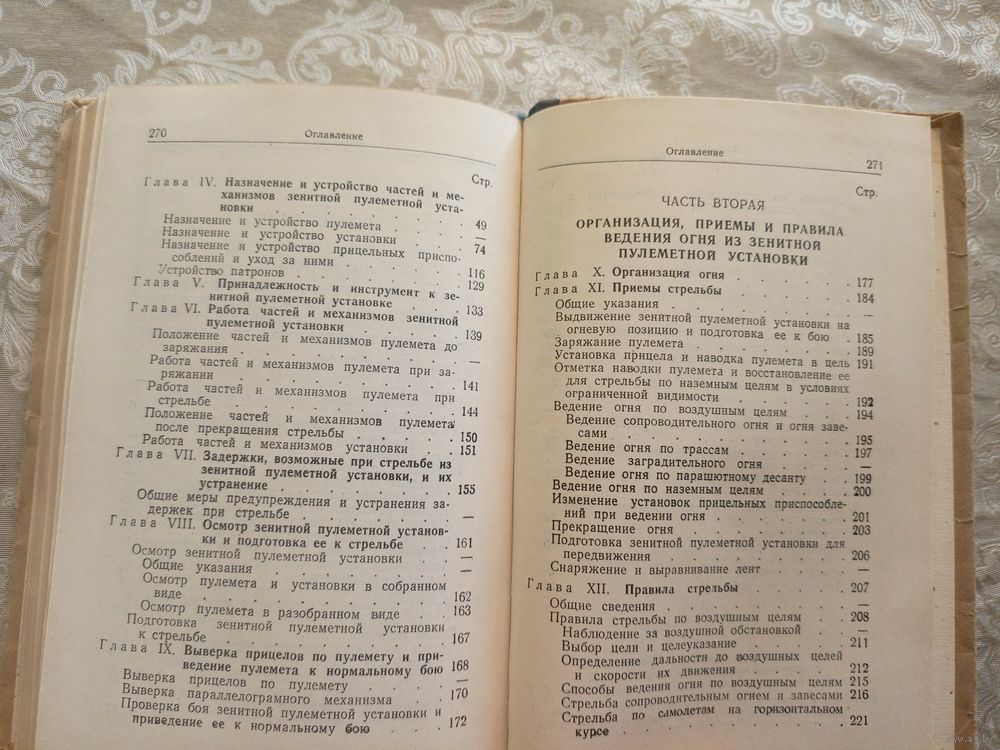 270
Оглавление
Стр.
Глава IV. Назначение и устройство частей и ме-
ханизмов зенитной пулеметной уста-
новки . . . . . . . . . 49
Назначение и устройство пулемета . . . . —
Назначение и устройство установки . . . . 74
Назначение и устройство прицельных приспо-
соблений и уход за ними . . . . . . 116
Устройство патронов . . . . . . . 129
Глава V. Принадлежность и инструмент к зе-
нитной пулеметной установке . . . . 133
Глава VI. Работа частей и механизмов зенитной
пулеметной установки . . . . . 139
Положение частей и механизмов пулемета до
заряжания . . . . . . . . . —
Работа частей и механизмов пулемета при за-
ряжании . . . . . . . . . 141
Работа частей и механизмов пулемета при
стрельбе . . . . . . . . . 144
Положение частей и механизмов пулемета
после прекращения стрельбы . . . . . 150
Работа частей и механизмов установки . . . 151
Глава VII. Задержки, возможные при стрельбе из
зенитной пулеметной установки, и их
устранение . . . . . . . . 155
Общие меры предупреждения и устранения за-
держек при стрельбе . . . . . . . —
Глава VIII. Осмотр зенитной пулеметной установ-
ки и подготовка ее к стрельбе . . . 161
Осмотр зенитной пулеметной установки . . —
Общие указания . . . . . . . . —
Осмотр пулемета и установки в собранном
виде . . . . . . . . . . 162
Осмотр пулемета в разобранном виде . . 163
Подготовка зенитной пулеметной установки
к стрельбе . . . . . . . . . 167
Глава IX. Выверка прицелов по пулемету и при-
ведение пулемета к нормальному бою 168
Выверка прицелов по пулемету . . . . . —
Выверка параллелограмного механизма . . 170
Проверка боя зенитной пулеметной установки и
приведение ее к нормальному бою . . . . 172
Оглавление
271
Стр.
ЧАСТЬ ВТОРАЯ
ОРГАНИЗАЦИЯ, ПРИЕМЫ И ПРАВИЛА
ВЕДЕНИЯ ОГНЯ ИЗ ЗЕНИТНОЙ
ПУЛЕМЕТНОЙ УСТАНОВКИ
Глава X. Организация огня . . . . . . 177
Глава XI. Приемы стрельбы . . . . . . 184
Общие указания . . . . . . . . —
Выдвижение зенитной пулеметной установки на
огневую позицию и подготовка ее к бою . 185
Заряжание пулемета . . . . . . . 189
Установка прицела и наводка пулемета в цель 191
Отметка наводки пулемета и восстановление ее
для стрельбы по наземным целям в условиях
ограниченной видимости . . . . . . 192
Ведение огня по воздушным целям . . . . 194
Ведение сопроводительного огня и огня заве-
сами . . . . . . . . . . 195
Ведение огня по трассам . . . . . . 197
Ведение заградительного огня . . . . —
Ведение огня по парашютному десанту . . 199
Ведение огня по наземным целям . . . . 200
Изменение установок прицельных приспособле-
ний при ведении огня . . . . . . 201
Прекращение огня . . . . . . . . 203
Подготовка зенитной пулеметной установки для
передвижения . . . . . . . . 206
Снаряжение и выравнивание лент . . . . —
Глава XII. Правила стрельбы . . . . . 207
Общие сведения . . . . . . . . —
Правила стрельбы по воздушным целям . . 208
Наблюдение за воздушной обстановкой . . —
Выбор цели и целеуказание . . . . . 211
Определение дальности до воздушных целей
и скорости их движения . . . . . 212
Способы ведения огня по воздушным целям 215
Стрельба сопроводительным огнем и завесами 216
Стрельба по самолетам на горизонтальном
курсе . . . . . . . . . . 221
www.ay.by